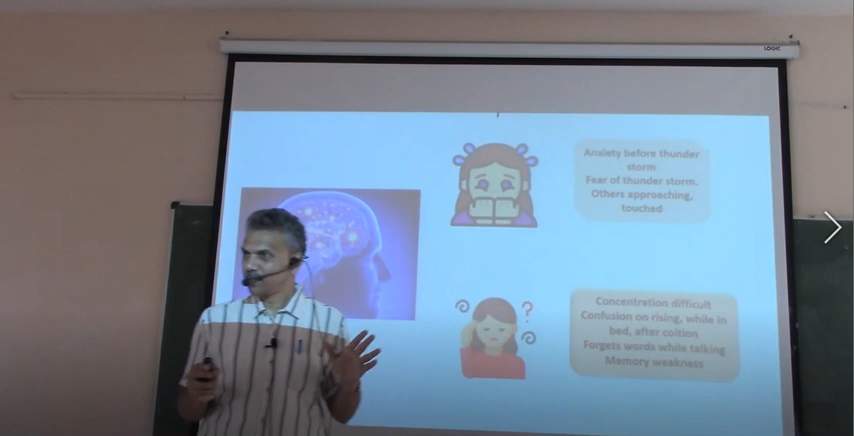 LOGIC
Anxiety before thunder
storm
Fear of thunder storm.
Others approaching,
touched
?
Concentration difficult
Confusion on rising, while in
bed, after coition
Forgets words while talking
Memory weakness